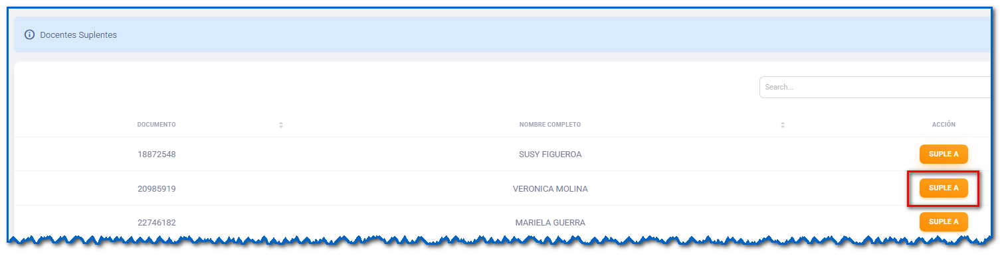 Docentes Suplentes
Search...
DOCUMENTO NOMBRE COMPLETO ACCIÓN
18872548 SUSY FIGUEROA SUPLE A
20985919 VERONICA MOLINA SUPLE A
22746182 MARIELA GUERRA SUPLE A